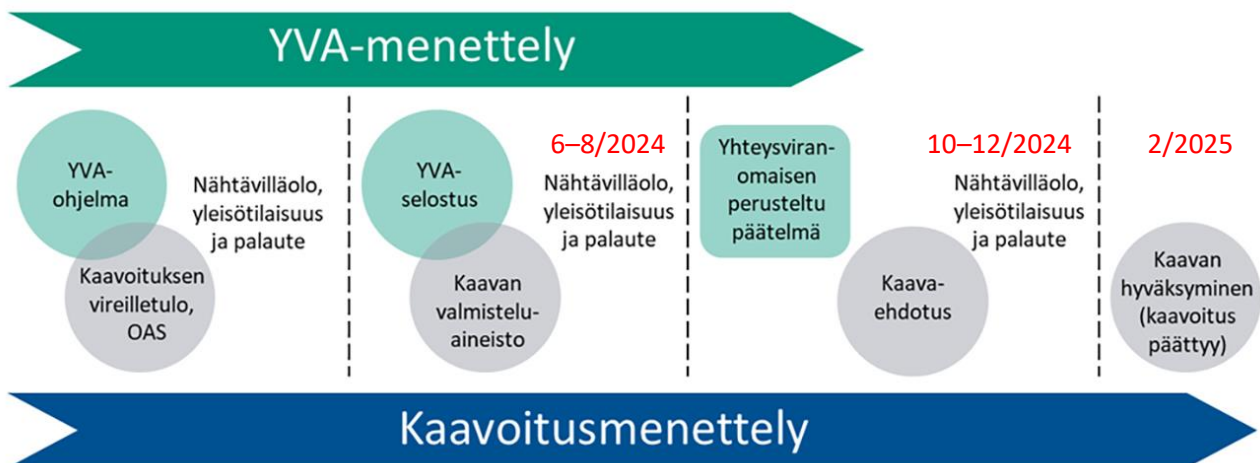 YVA-menettely
YVA-
ohjelma
Kaavoituksen
vireilletulo,
OAS
Nähtävilläolo,
yleisötilaisuus
ja palaute
YVA-
selostus
Kaavan
valmistelu-
aineisto
6–8/2024
Nähtävilläolo,
yleisötilaisuus
ja palaute
Yhteysviran-
omaisen
perusteltu
päätelmä
Kaava-
ehdotus
10–12/2024
Nähtävilläolo,
yleisötilaisuus
ja palaute
2/2025
Kaavan
hyväksyminen
(kaavoitus
päättyy)
Kaavoitusmenettely